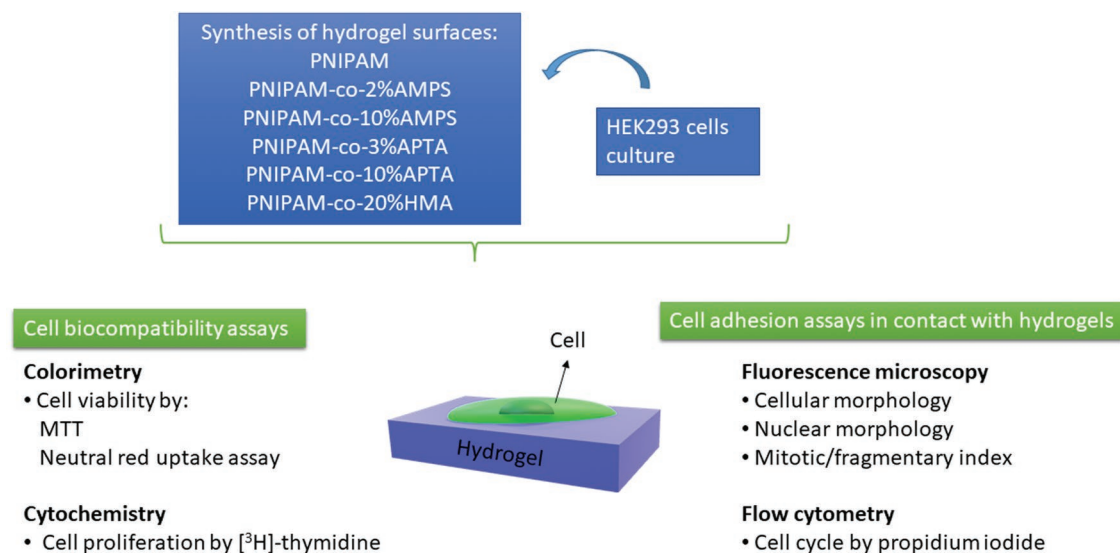 Synthesis of hydrogel surfaces:
PNIPAM
PNIPAM-co-2%AMPS
PNIPAM-co-10%AMPS
PNIPAM-co-3%APTA
PNIPAM-co-10%APTA
PNIPAM-co-20%HMA
HEK293 cells
culture
Cell biocompatibility assays
Colorimetry
• Cell viability by:
MTT
Neutral red uptake assay
Cytochemistry
• Cell proliferation by [³H]-thymidine
Cell
Hydrogel
Cell adhesion assays in contact with hydrogels
Fluorescence microscopy
• Cellular morphology
• Nuclear morphology
• Mitotic/fragmentary index
Flow cytometry
• Cell cycle by propidium iodide